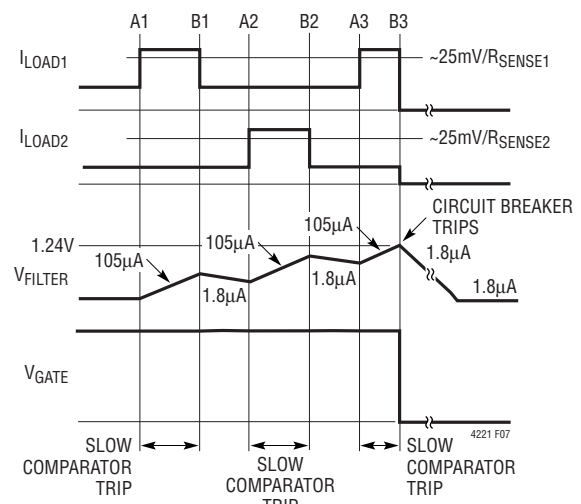 A1 B1 A2 B2 A3 B3
ILOAD1
~25mV/RSENSE1
ILOAD2
~25mV/RSENSE2
CIRCUIT BREAKER
TRIPS
1.24V
VFILTER
105µA
1.8µA
105µA
1.8µA
105µA
1.8µA
1.8µA
VGATE
4221 F07
SLOW
COMPARATOR
TRIP
SLOW
COMPARATOR
TRIP
SLOW
COMPARATOR
TRIP